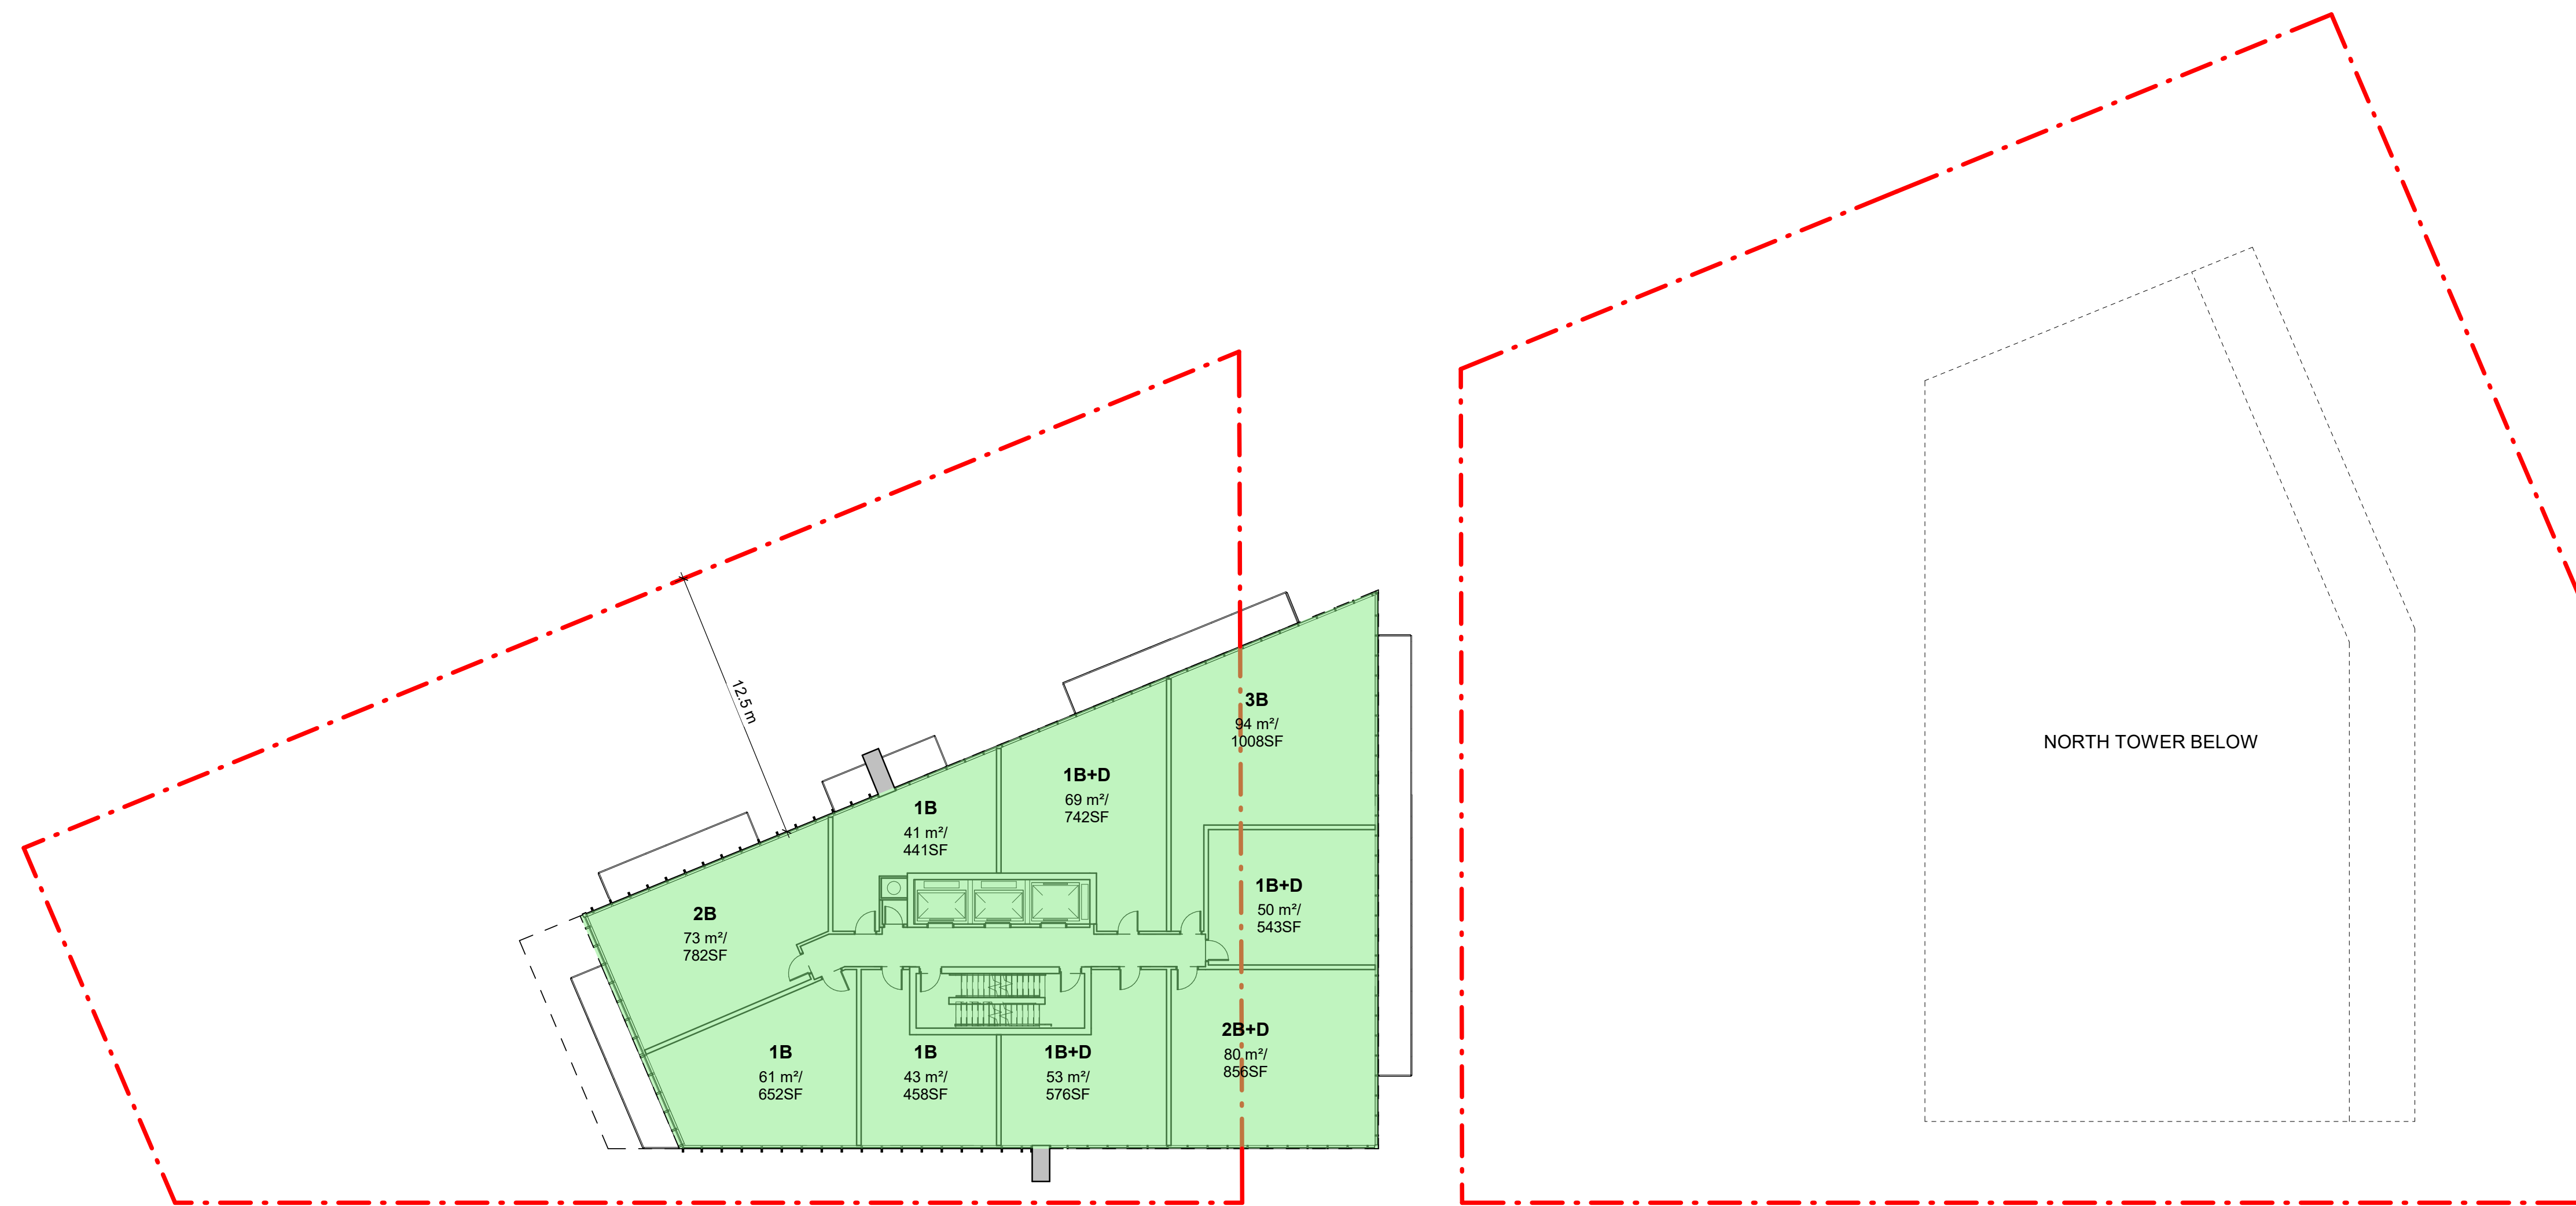 12.5 m
3B
94 m²/
1008SF
NORTH TOWER BELOW
1B+D
69 m²/
742SF
1B
41 m²/
441SF
1B+D
50 m²/
543SF
2B
73 m²/
782SF
2B+D
80 m²/
856SF
1B
61 m²/
652SF
1B
43 m²/
458SF
1B+D
53 m²/
576SF